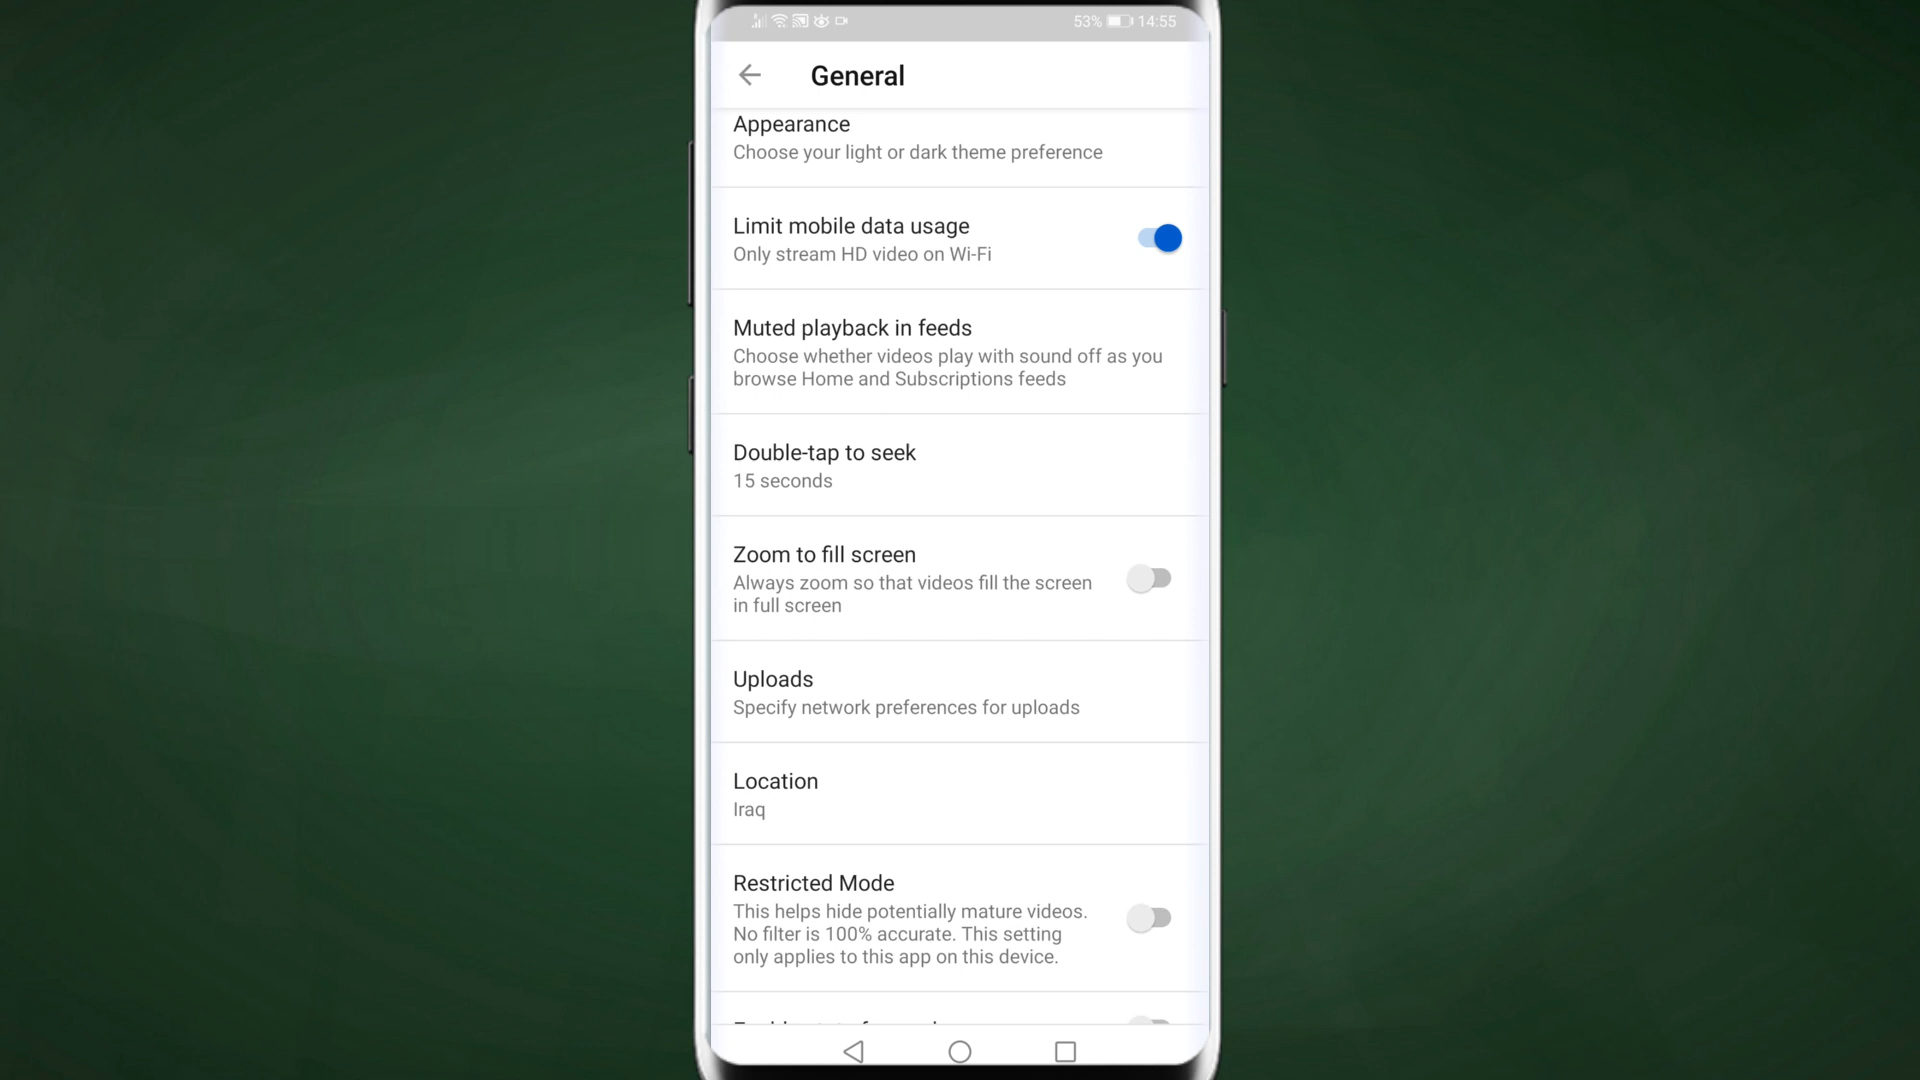 53% 14:55
General
Appearance
Choose your light or dark theme preference
Limit mobile data usage
Only stream HD video on Wi-Fi
Muted playback in feeds
Choose whether videos play with sound off as you
browse Home and Subscriptions feeds
Double-tap to seek
15 seconds
Zoom to fill screen
Always zoom so that videos fill the screen
in full screen
Uploads
Specify network preferences for uploads
Location
Iraq
Restricted Mode
This helps hide potentially mature videos.
No filter is 100% accurate. This setting
only applies to this app on this device.